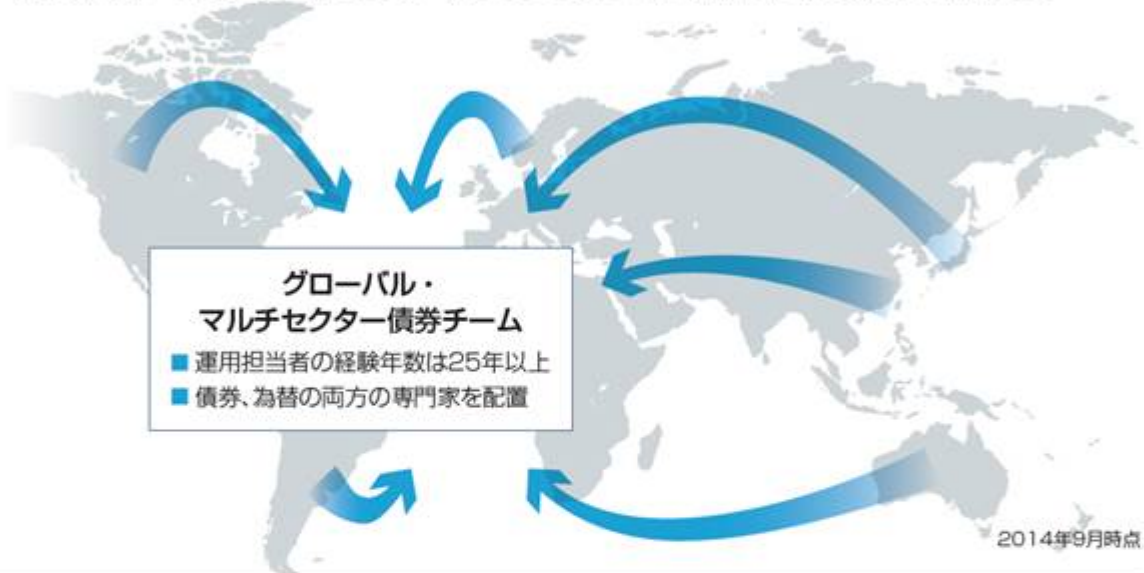 グローバル・
マルチセクター債券チーム
■ 運用担当者の経験年数は25年以上
■ 債券、為替の両方の専門家を配置
2014年9月時点